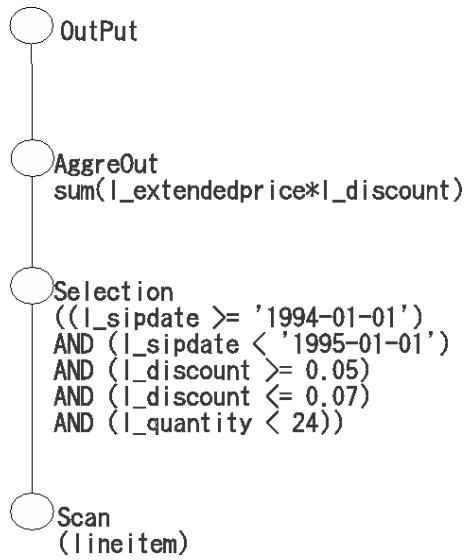 OutPut
AggreOut
sum(l_extendedprice*l_discount)
Selection
((l_sipdate >= '1994-01-01')
AND (l_sipdate < '1995-01-01')
AND (l_discount >= 0.05)
AND (l_discount <= 0.07)
AND (l_quantity < 24))
Scan
(lineitem)